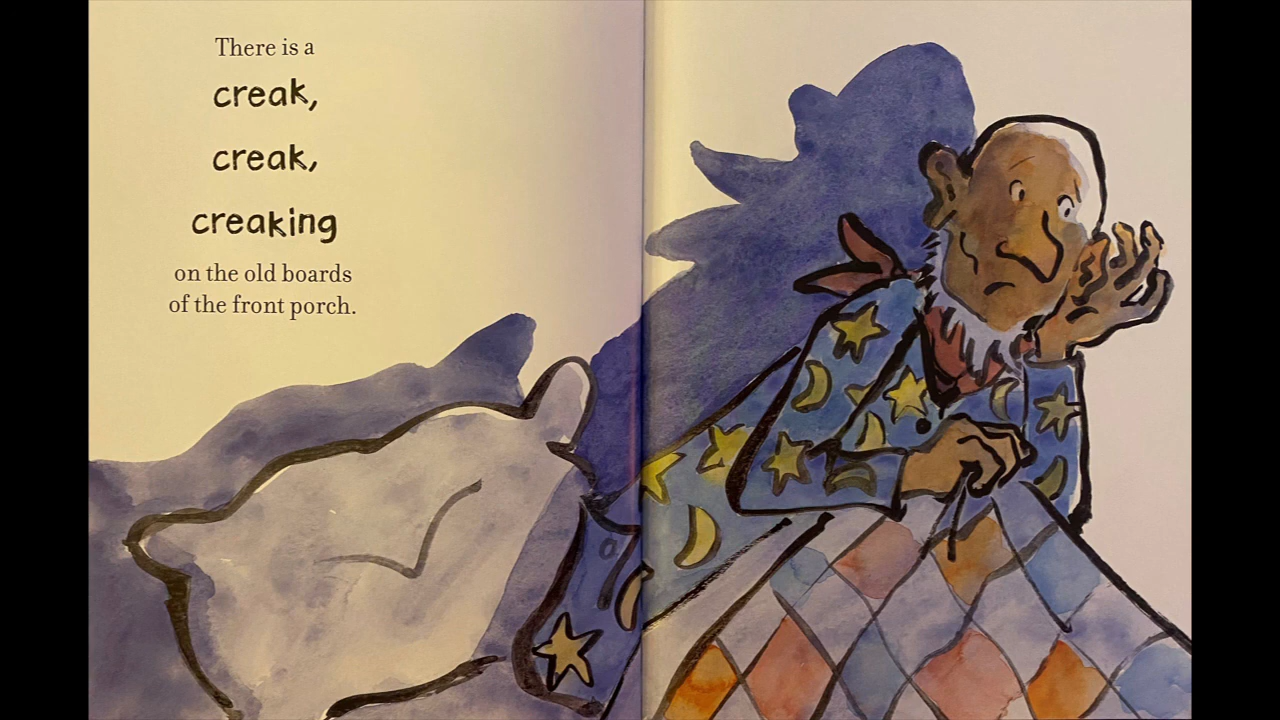 There is a
creak,
creak,
creaking
on the old boards
of the front porch.